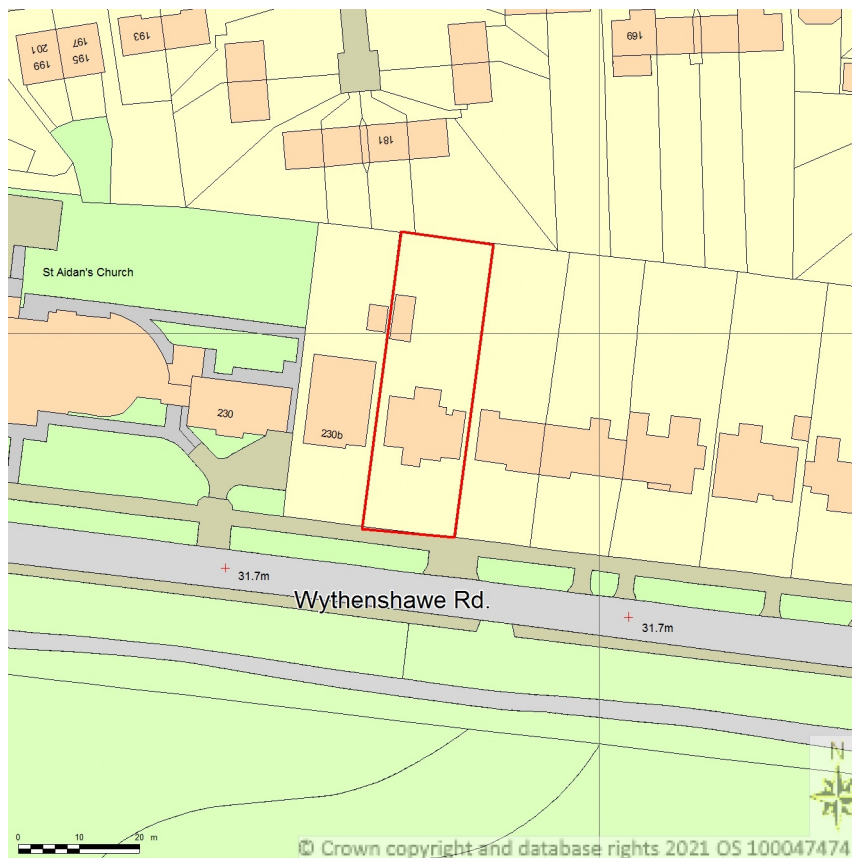 201
197
199
195
193
169
181
St Aidan's Church
230
230b
31.7m
Wythenshawe Rd.
31.7m
N
0 10 20 m
© Crown copyright and database rights 2021 OS 100047474